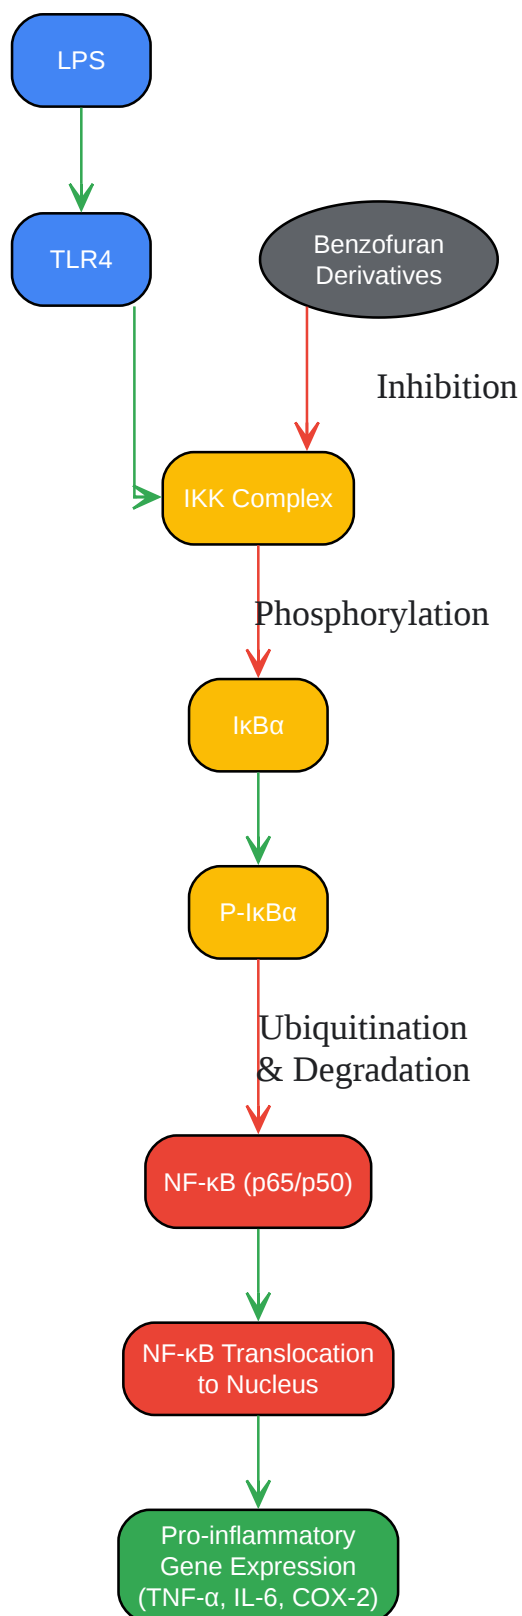 LPS
TLR4
Benzofuran
Derivatives
Inhibition
IKK Complex
Phosphorylation
IκBα
P-IκBα
Ubiquitination
& Degradation
NF-κB (p65/p50)
NF-κB Translocation
to Nucleus
Pro-inflammatory
Gene Expression
(TNF-α, IL-6, COX-2)